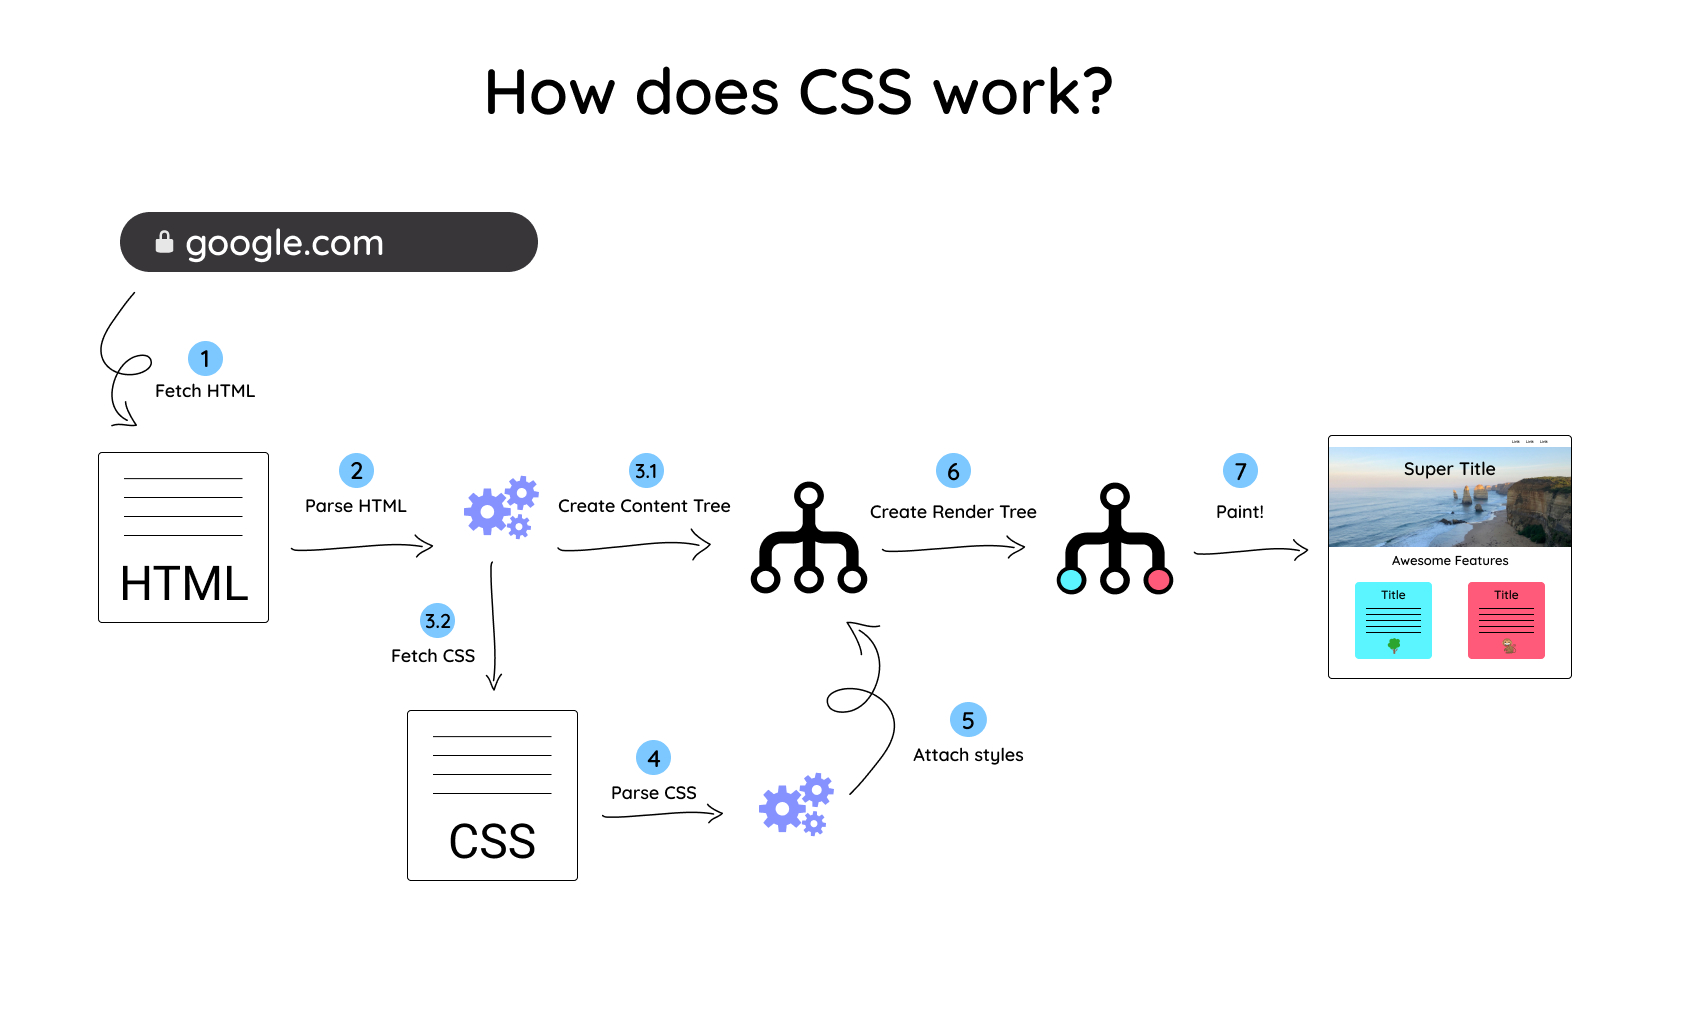 How does CSS work?
google.com
1
Fetch HTML
HTML
2
Parse HTML
3.1
Create Content Tree
3.2
Fetch CSS
CSS
4
Parse CSS
5
Attach styles
6
Create Render Tree
7
Paint!
Link Link Link
Super Title
Awesome Features
Title
Title